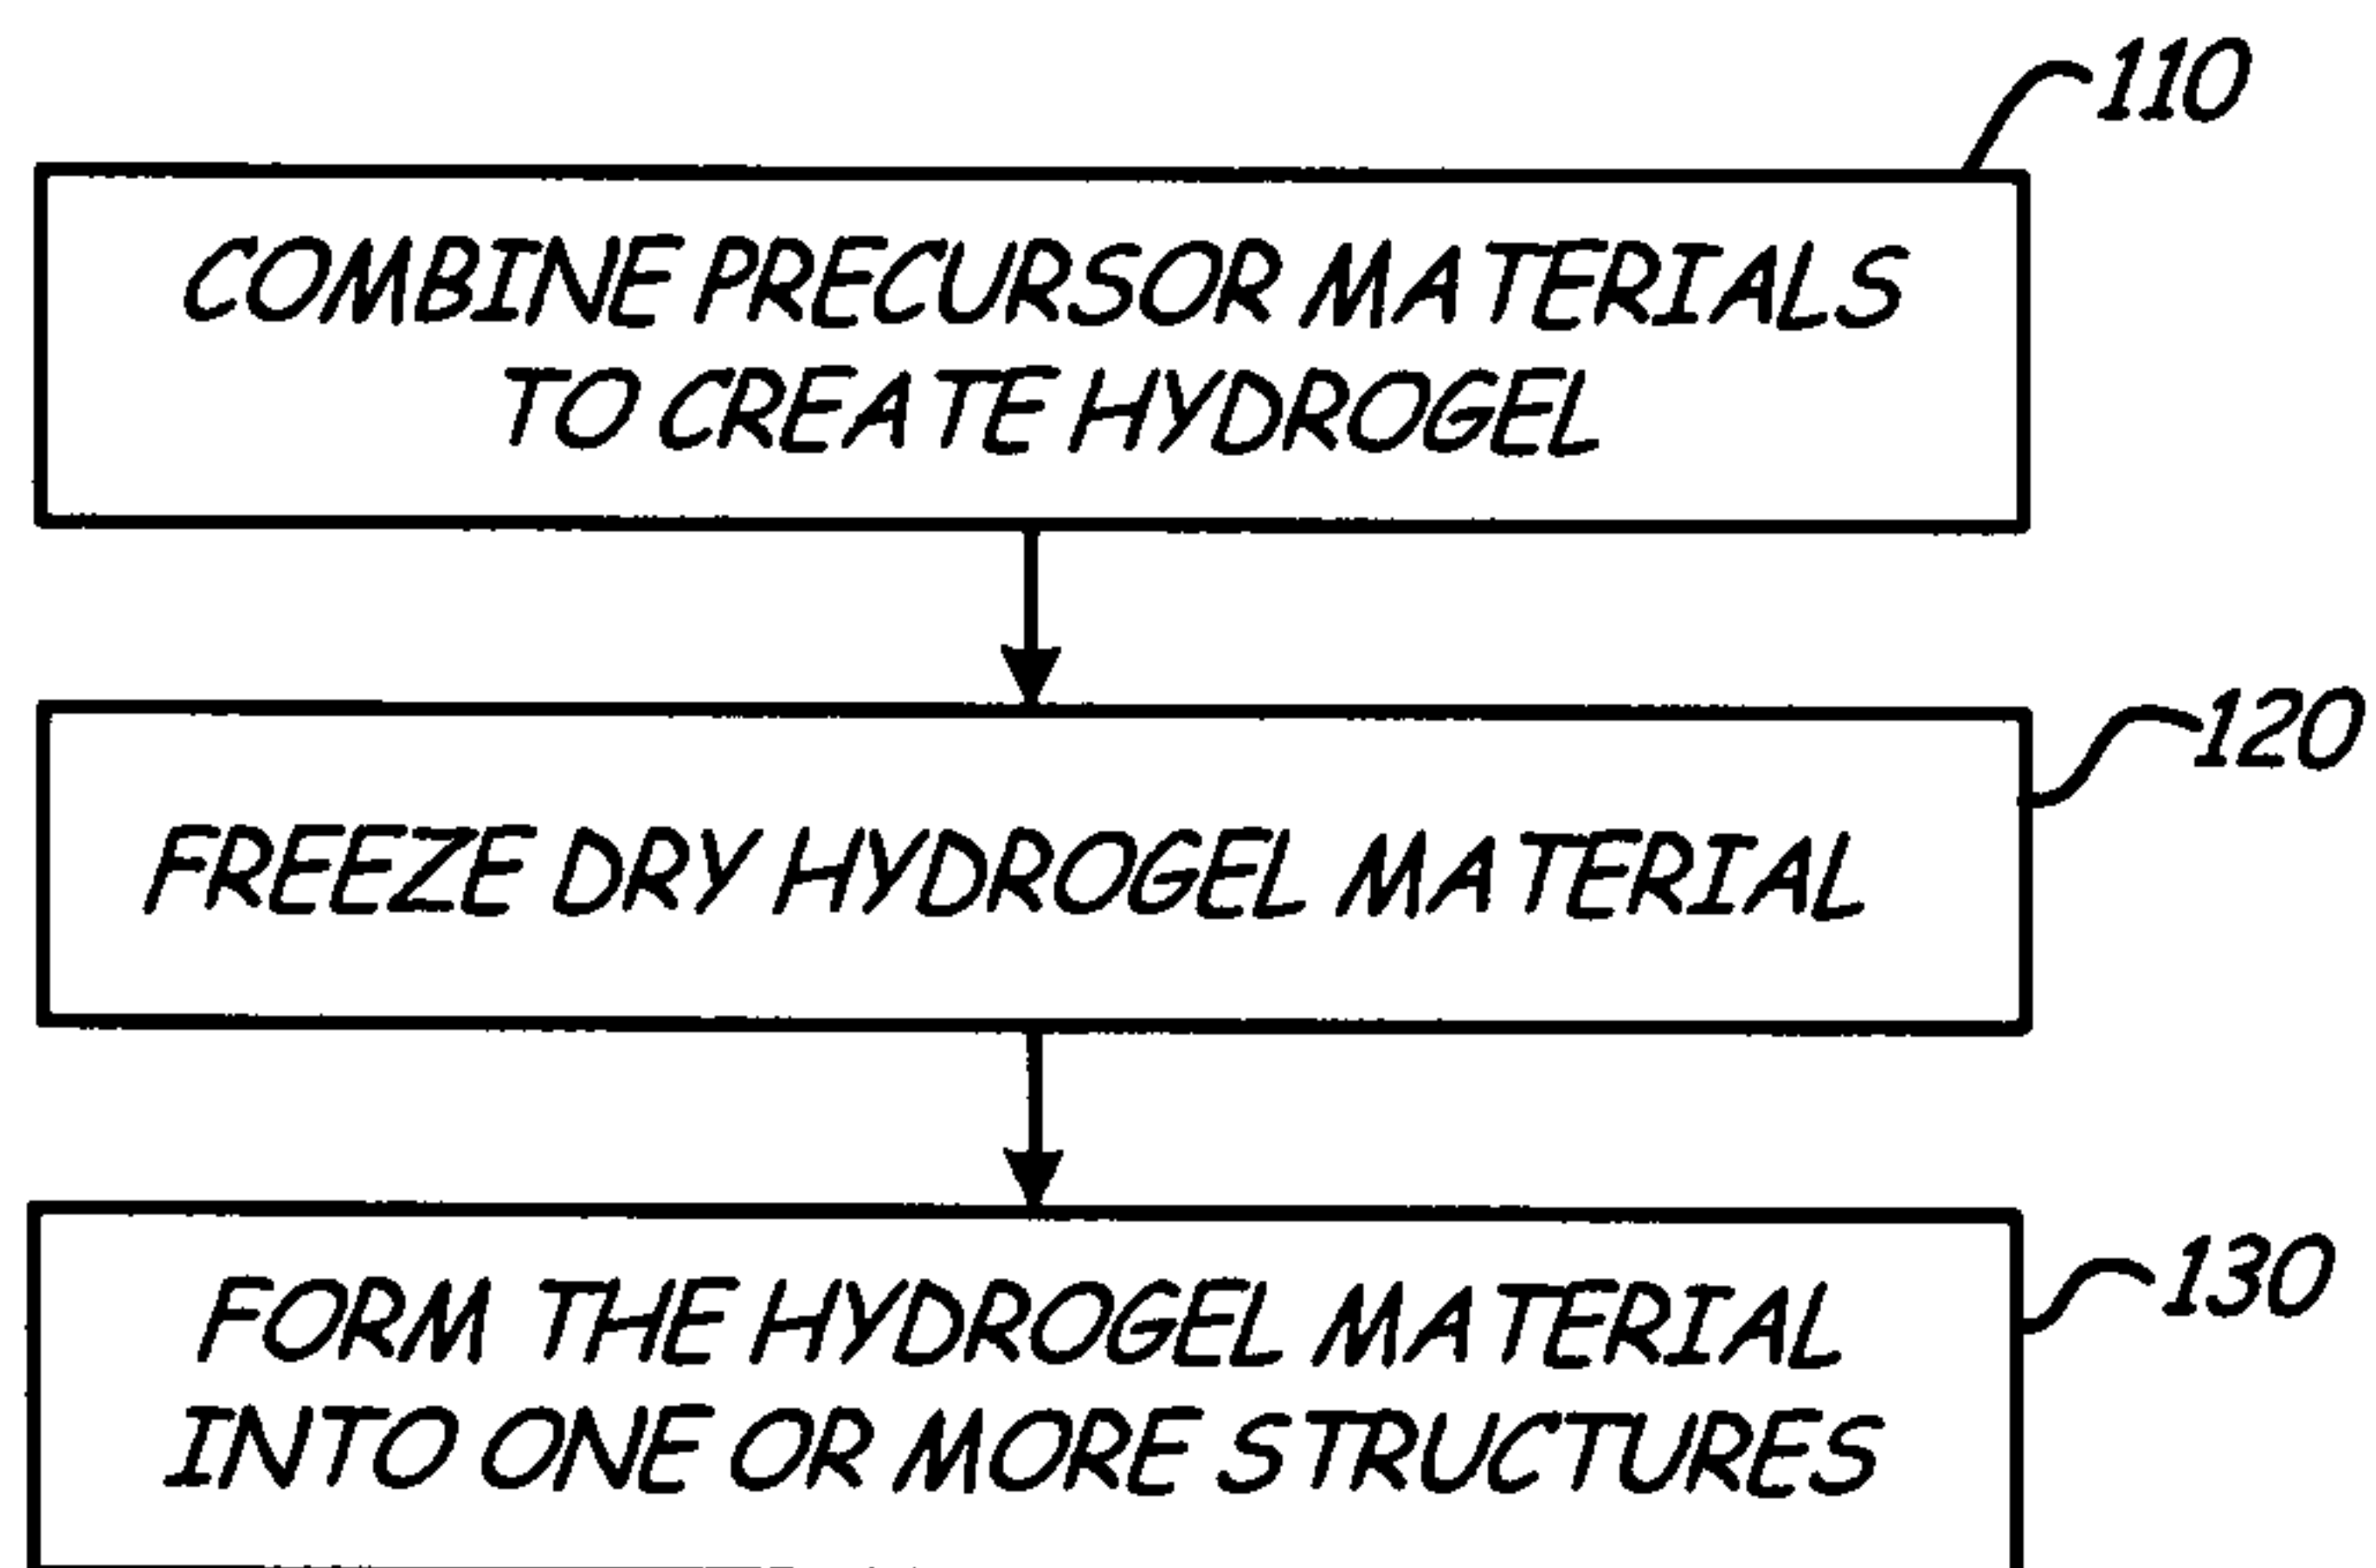 110
COMBINE PRECURSOR MATERIALS
TO CREATE HYDROGEL
120
FREEZE DRY HYDROGEL MATERIAL
130
FORM THE HYDROGEL MATERIAL
INTO ONE OR MORE STRUCTURES